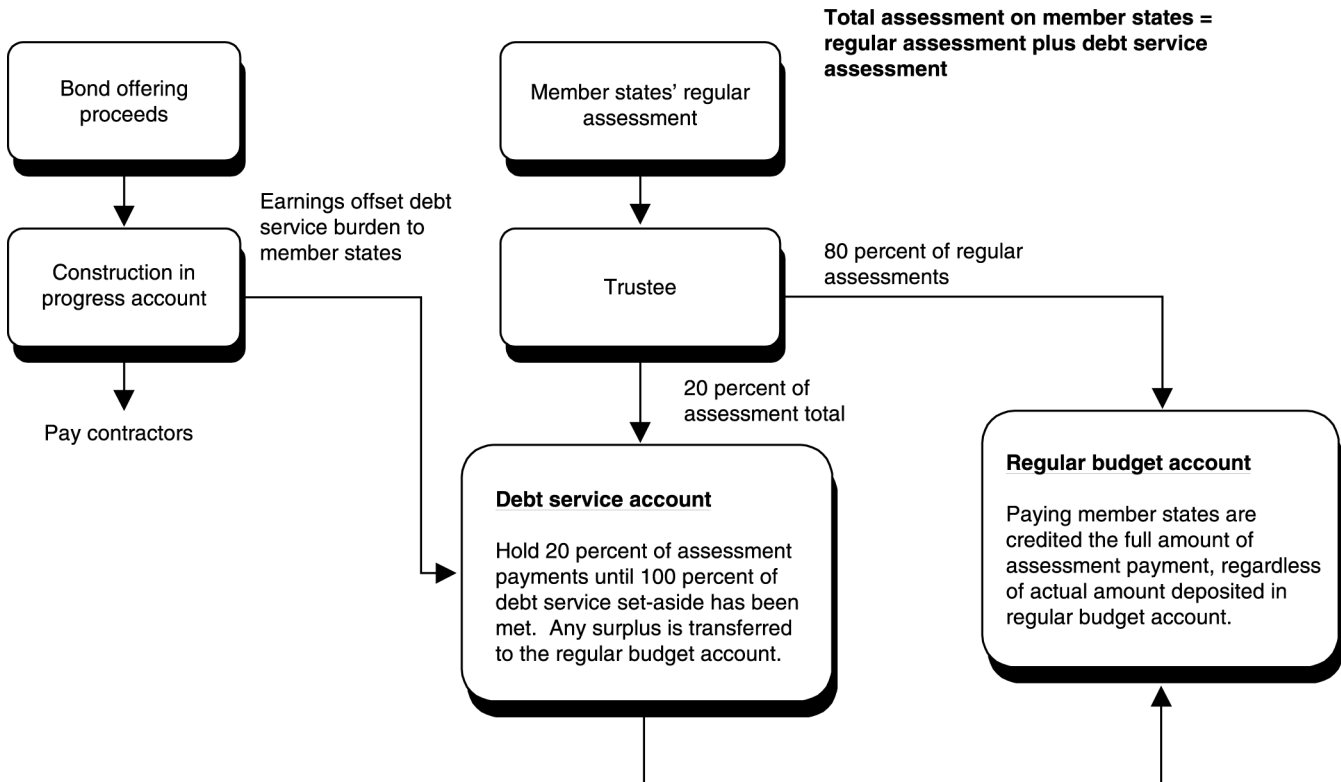 Total assessment on member states =
regular assessment plus debt service
assessment
Bond offering
proceeds
Member states’ regular
assessment
Earnings offset debt
service burden to
member states
Construction in
progress account
Trustee
80 percent of regular
assessments
20 percent of
assessment total
Pay contractors
Debt service account
Hold 20 percent of assessment
payments until 100 percent of
debt service set-aside has been
met.  Any surplus is transferred
to the regular budget account.
Regular budget account
Paying member states are
credited the full amount of
assessment payment, regardless
of actual amount deposited in
regular budget account.